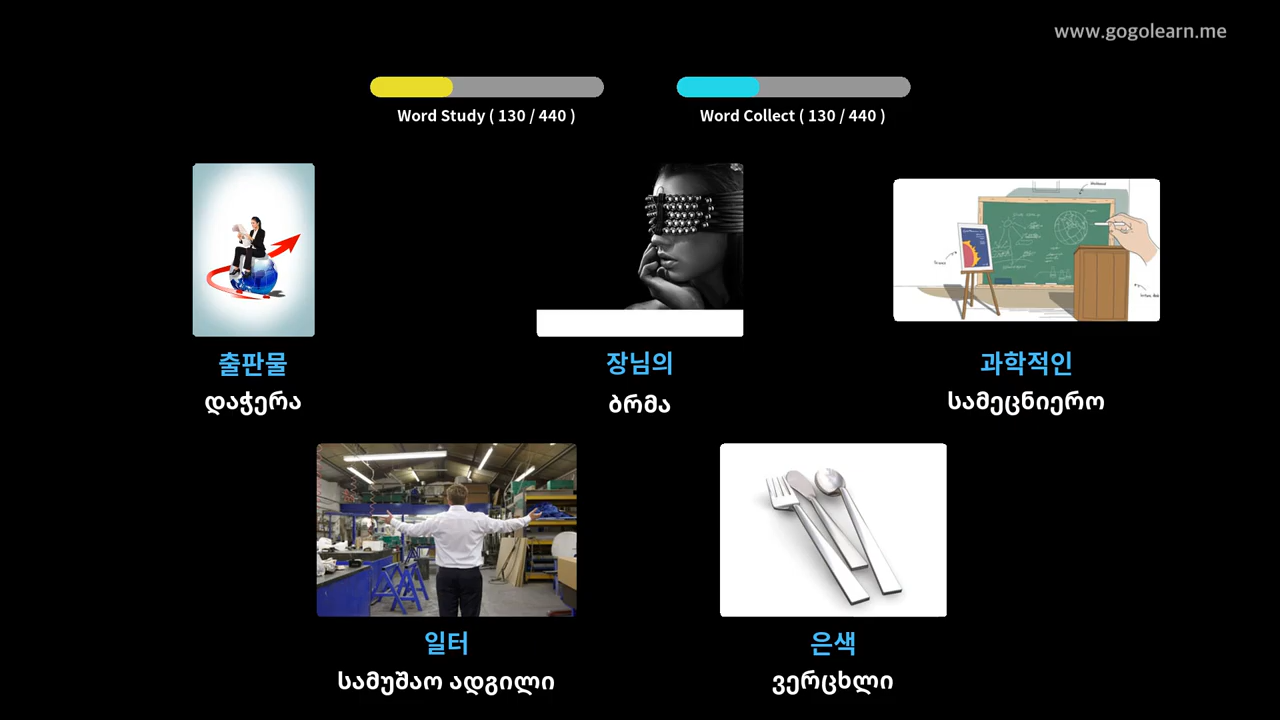 www.gogolearn.me
Word Study ( 130 / 440 )
Word Collect ( 130 / 440 )
출판물
დაჭერა
장님의
ბრმა
과학적인
სამეცნიერო
일터
სამუშაო ადგილი
은색
ვერცხლი